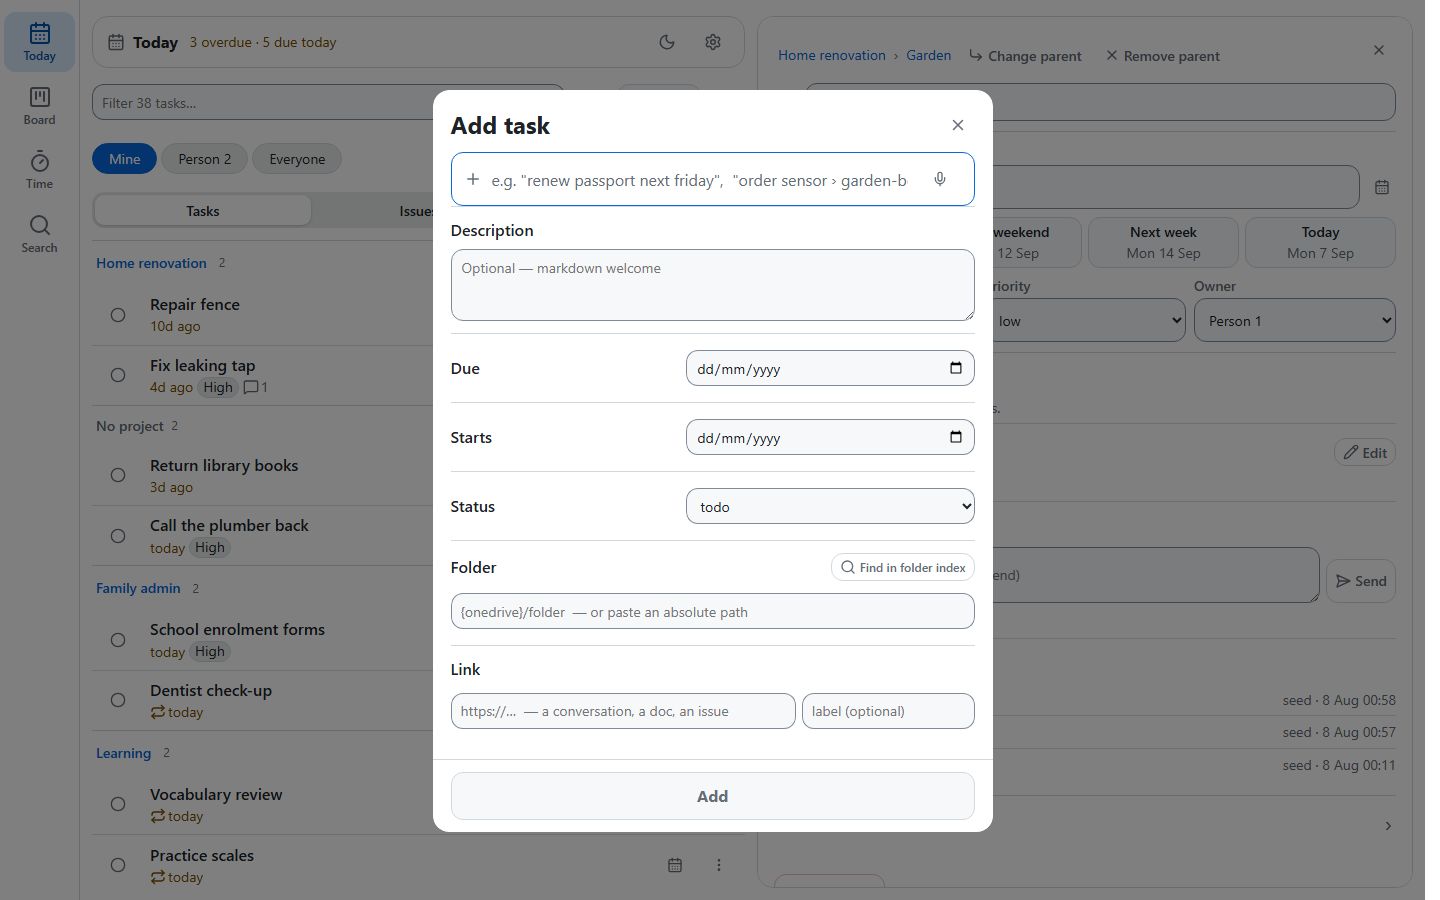 Today
Board
Time
Search
Today 3 overdue · 5 due today
Filter 38 tasks...
Mine Person 2 Everyone
Tasks Issues
Home renovation 2
Repair fence
10d ago
Fix leaking tap
4d ago High 1
No project 2
Return library books
3d ago
Call the plumber back
today High
Family admin 2
School enrolment forms
today High
Dentist check-up
today
Learning 2
Vocabulary review
today
Practice scales
today
Add task
e.g. "renew passport next friday", "order sensor › garden-b
Description
Optional — markdown welcome
Due dd/mm/yyyy
Starts dd/mm/yyyy
Status todo
Folder Find in folder index
{onedrive}/folder — or paste an absolute path
Link
https://... — a conversation, a doc, an issue label (optional)
Add
Home renovation › Garden Change parent Remove parent
weekend Next week Today
12 Sep Mon 14 Sep Mon 7 Sep
riority Owner
low Person 1
s.
Edit
end) Send
seed · 8 Aug 00:58
seed · 8 Aug 00:57
seed · 8 Aug 00:11